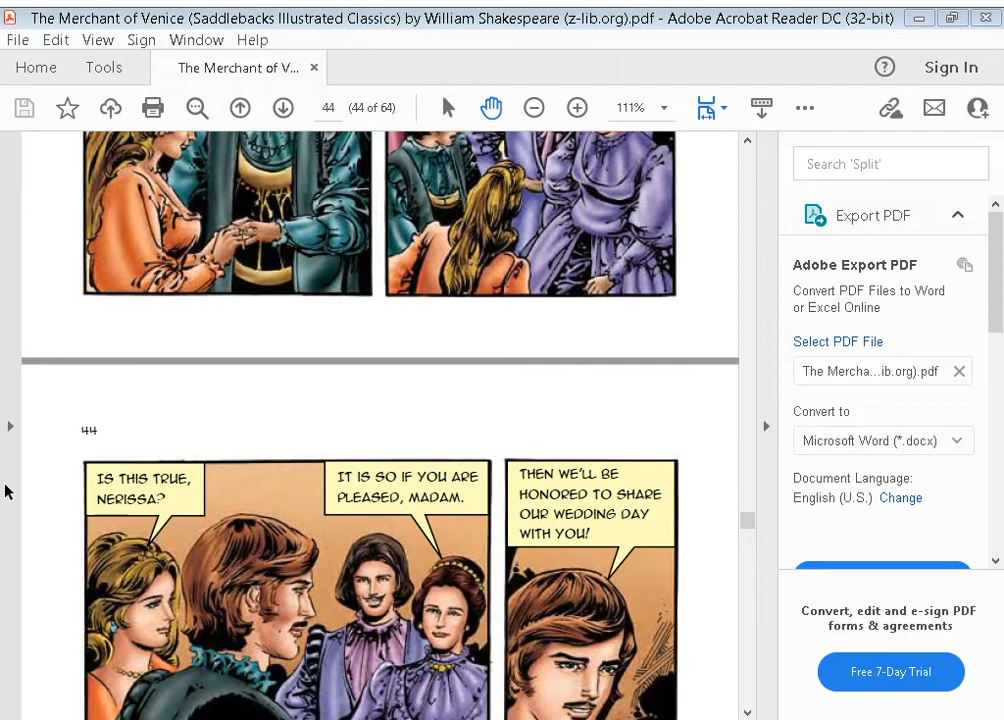 The Merchant of Venice (Saddlebacks Illustrated Classics) by William Shakespeare (z-lib.org).pdf - Adobe Acrobat Reader DC (32-bit)
File Edit View Sign Window Help
Home Tools The Merchant of V... × ? Sign In
44 (44 of 64) 111%
Search 'Split'
Export PDF
Adobe Export PDF
Convert PDF Files to Word
or Excel Online
Select PDF File
The Mercha...ib.org).pdf
Convert to
Microsoft Word (*.docx)
Document Language:
English (U.S.) Change
Convert, edit and e-sign PDF
forms & agreements
Free 7-Day Trial
44
IS THIS TRUE,
NERISSA?
IT IS SO IF YOU ARE
PLEASED, MADAM.
THEN WE'LL BE
HONORED TO SHARE
OUR WEDDING DAY
WITH YOU!